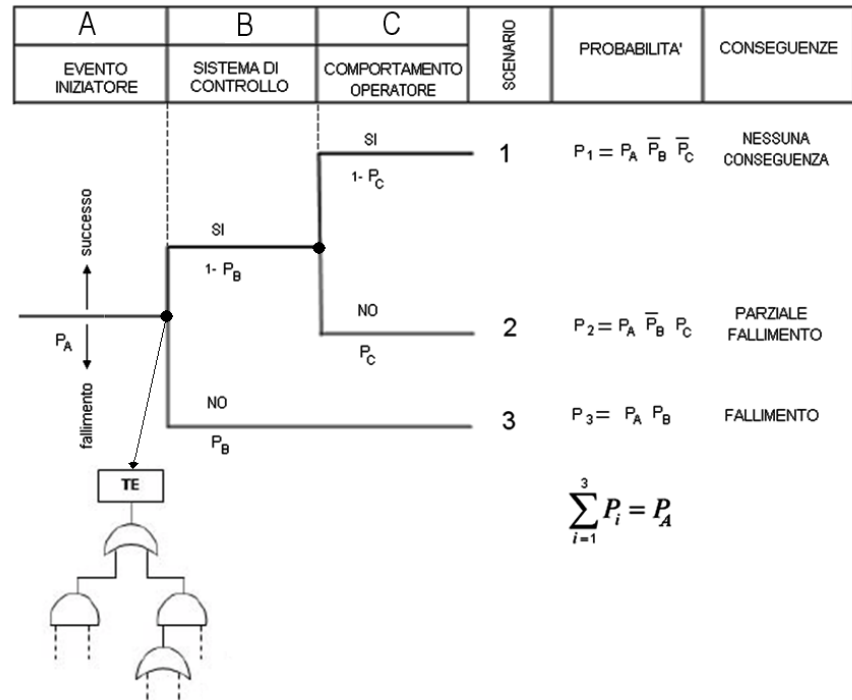 A
B
C
SCENARIO
PROBABILITA'
CONSEGUENZE
EVENTO
INIZIATORE
SISTEMA DI
CONTROLLO
COMPORTAMENTO
OPERATORE
SI
1- P_C
1
P_1 = P_A P̅_B P̅_C
NESSUNA
CONSEGUENZA
successo
SI
1- P_B
NO
P_C
2
P_2 = P_A P̅_B P_C
PARZIALE
FALLIMENTO
P_A
fallimento
NO
P_B
3
P_3 = P_A P_B
FALLIMENTO
TE
3
∑ P_i = P_A
i=1